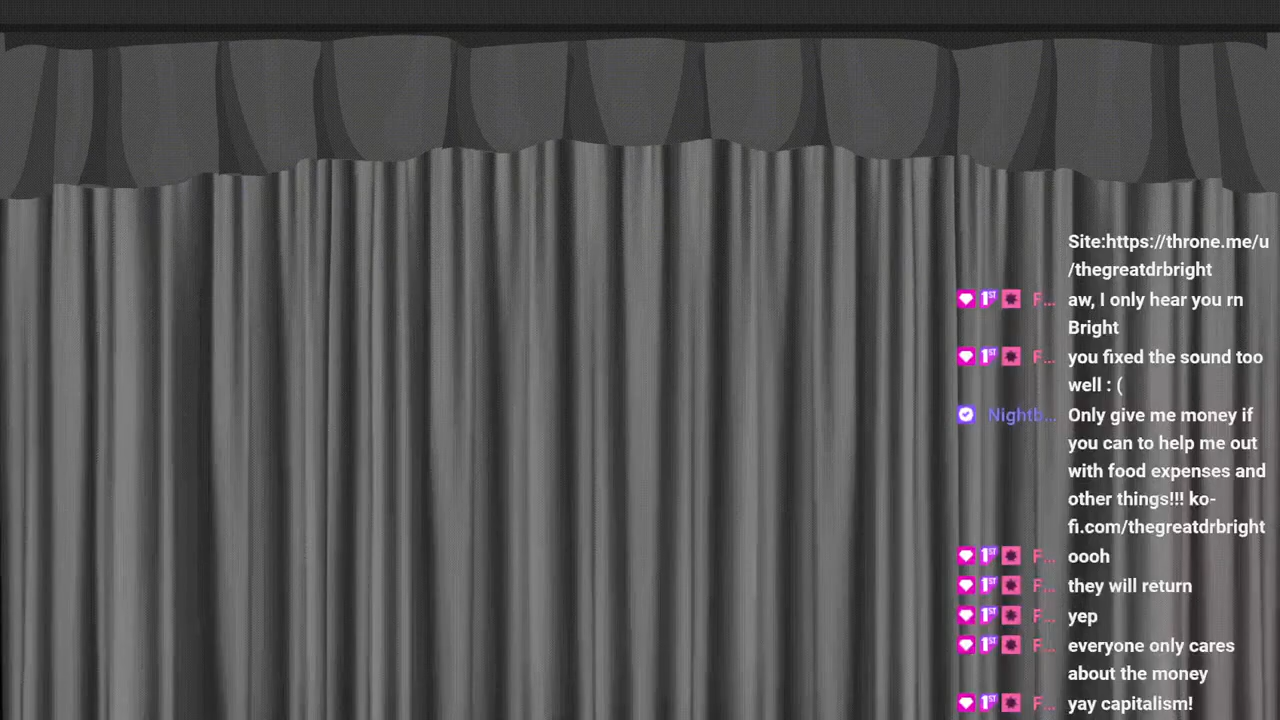 Site:https://throne.me/u
/thegreatdrbright
F... aw, I only hear you rn
Bright
F... you fixed the sound too
well : (
Nightb... Only give me money if
you can to help me out
with food expenses and
other things!!! ko-
fi.com/thegreatdrbright
F... oooh
F... they will return
F... yep
F... everyone only cares
about the money
F... yay capitalism!